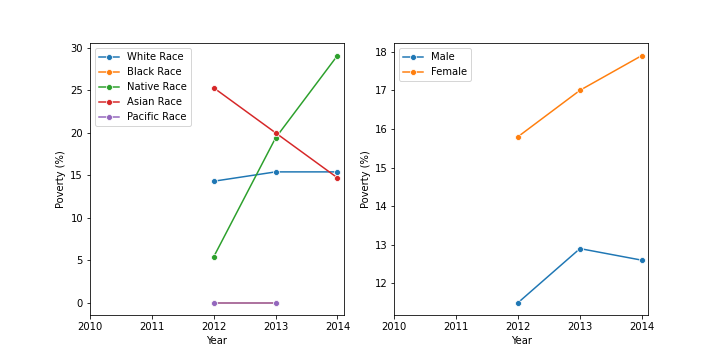 30
25
20
15
10
5
0
Poverty (%)
White Race
Black Race
Native Race
Asian Race
Pacific Race
2010 2011 2012 2013 2014
Year
18
17
16
15
14
13
12
Poverty (%)
Male
Female
2010 2011 2012 2013 2014
Year